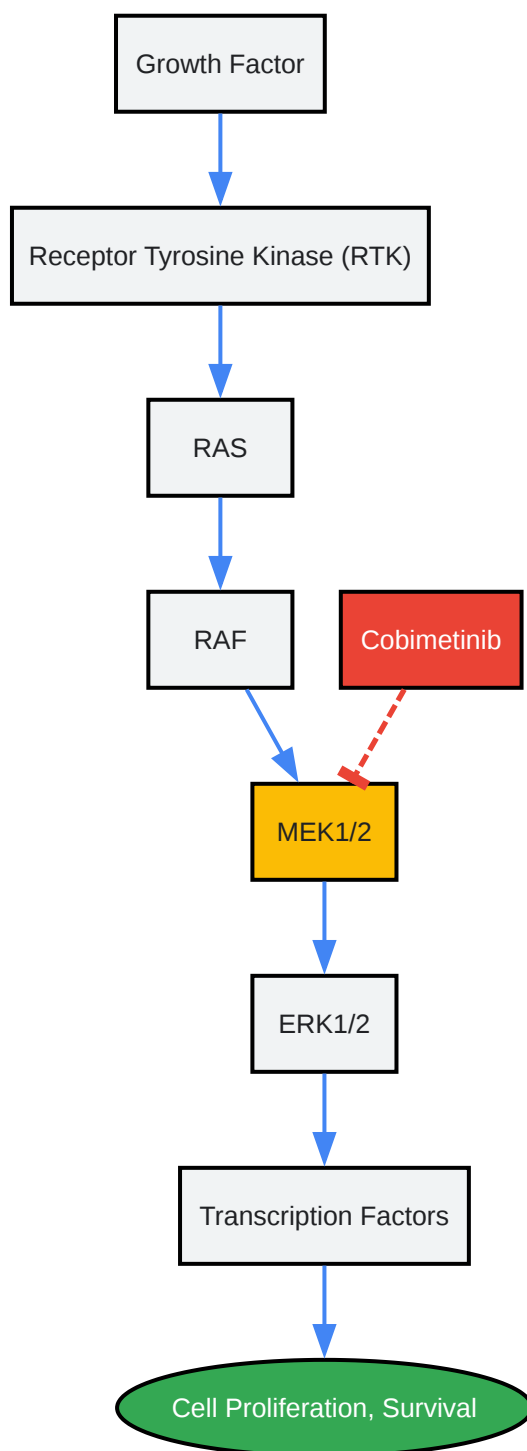 Growth Factor
Receptor Tyrosine Kinase (RTK)
RAS
RAF
Cobimetinib
MEK1/2
ERK1/2
Transcription Factors
Cell Proliferation, Survival